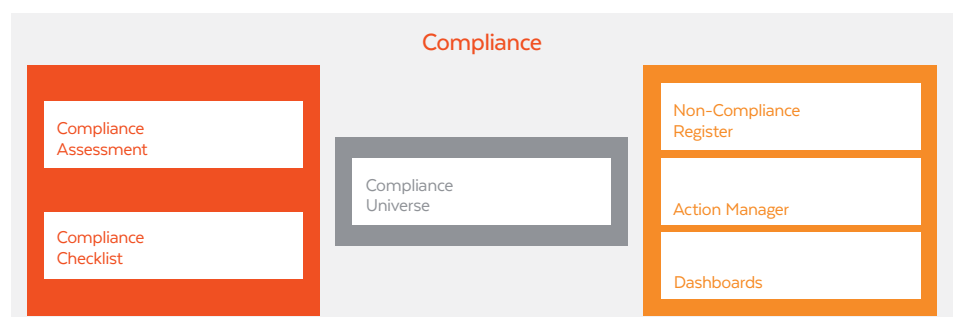 Compliance
Compliance
Assessment
Compliance
Checklist
Compliance
Universe
Non-Compliance
Register
Action Manager
Dashboards